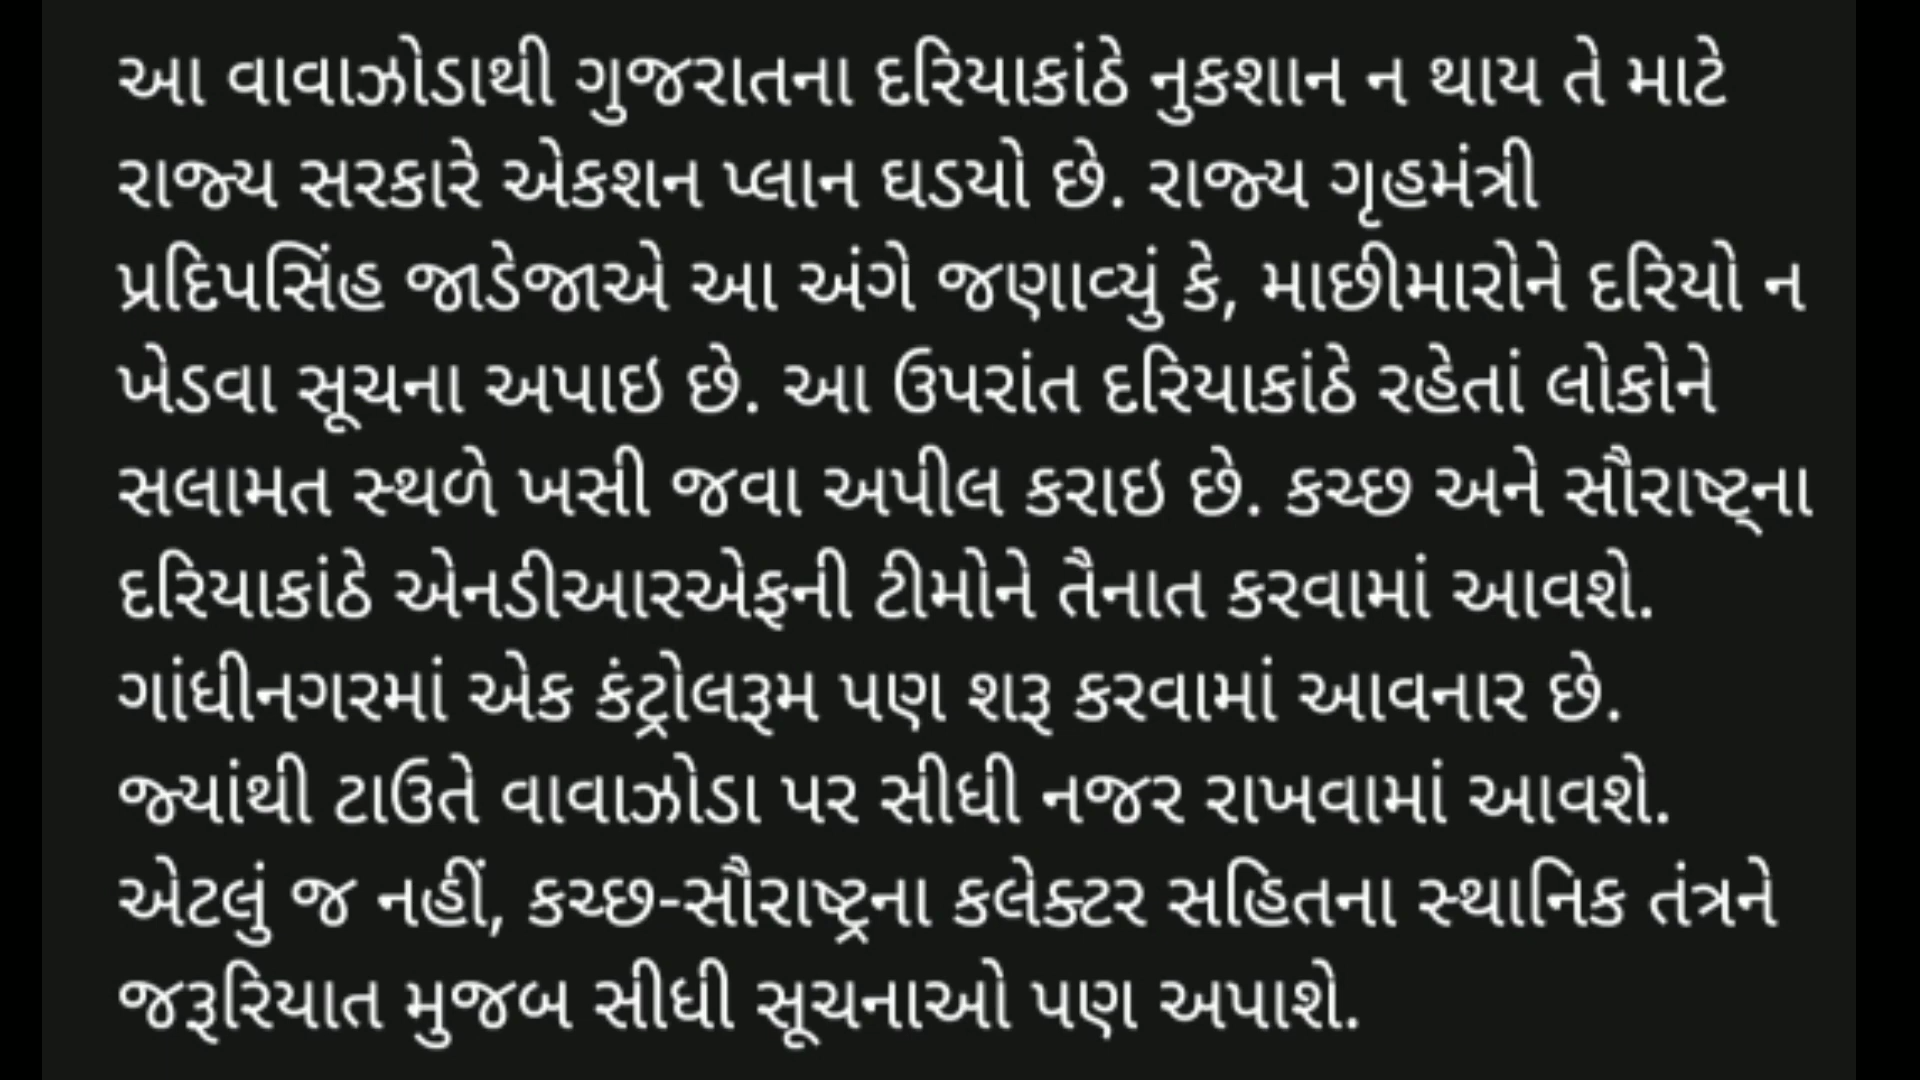 આ વાવાઝોડાથી ગુજરાતના દરિયાકાંઠે નુકશાન ન થાય તે માટે
રાજ્ય સરકારે એકશન પ્લાન ઘડયો છે. રાજ્ય ગૃહમંત્રી
પ્રદિપસિંહ જાડેજાએ આ અંગે જણાવ્યું કે, માછીમારોને દરિયો ન
ખેડવા સૂચના અપાઇ છે. આ ઉપરાંત દરિયાકાંઠે રહેતાં લોકોને
સલામત સ્થળે ખસી જવા અપીલ કરાઇ છે. કચ્છ અને સૌરાષ્ટ્ના
દરિયાકાંઠે એનડીઆરએફની ટીમોને તૈનાત કરવામાં આવશે.
ગાંધીનગરમાં એક કંટ્રોલરૂમ પણ શરૂ કરવામાં આવનાર છે.
જ્યાંથી ટાઉતે વાવાઝોડા પર સીધી નજર રાખવામાં આવશે.
એટલું જ નહીં, કચ્છ-સૌરાષ્ટ્રના કલેક્ટર સહિતના સ્થાનિક તંત્રને
જરૂરિયાત મુજબ સીધી સૂચનાઓ પણ અપાશે.